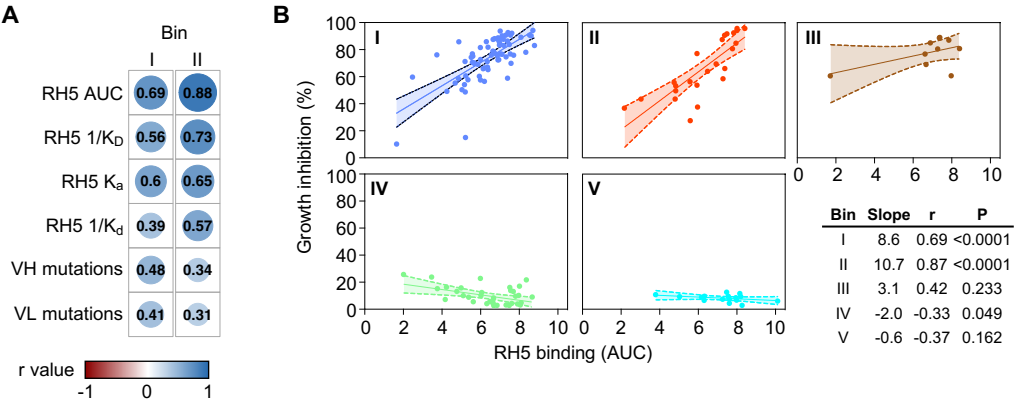 A
Bin
I II
RH5 AUC 0.69 0.88
RH5 1/KD 0.56 0.73
RH5 Ka 0.6 0.65
RH5 1/Kd 0.39 0.57
VH mutations 0.48 0.34
VL mutations 0.41 0.31
r value
-1 0 1
B
Growth inhibition (%)
100
80
60
40
20
0
I
II
III
0 2 4 6 8 10
100
80
60
40
20
0
IV
V
0 2 4 6 8 10
0 2 4 6 8 10
RH5 binding (AUC)
Bin Slope r P
I 8.6 0.69 <0.0001
II 10.7 0.87 <0.0001
III 3.1 0.42 0.233
IV -2.0 -0.33 0.049
V -0.6 -0.37 0.162